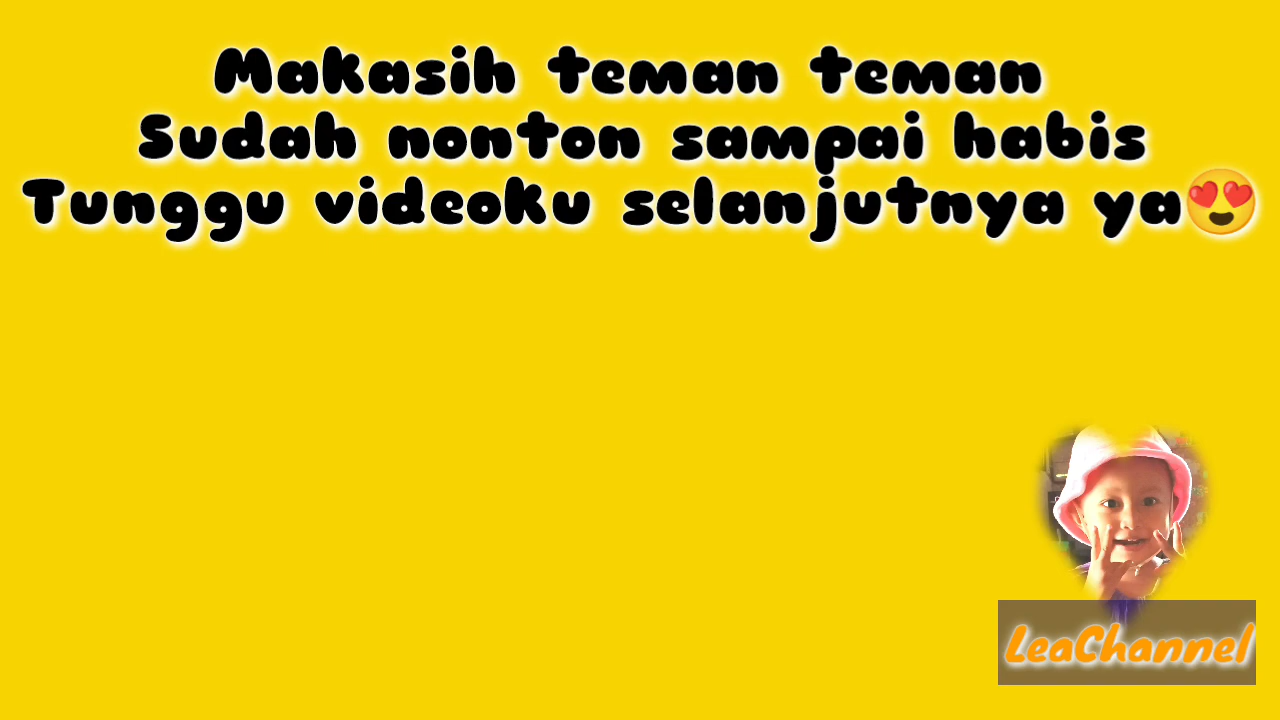 Makasih teman teman
Sudah nonton sampai habis
Tunggu videoku selanjutnya ya😍
LeaChannel